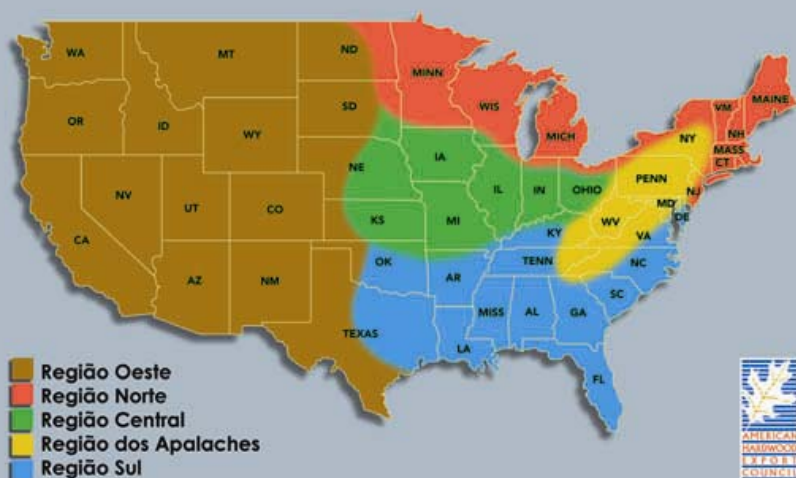 WA
MT
ND
MINN
OR
ID
SD
WIS
MICH
VM
MAINE
WY
NY
NH
MASS
CT
NV
UT
CO
NE
IA
IL
IN
OHIO
PENN
NJ
CA
KS
MI
WV
MD
DE
KY
VA
AZ
NM
OK
AR
TENN
NC
SC
TEXAS
LA
MISS
AL
GA
FL
Região Oeste
Região Norte
Região Central
Região dos Apalaches
Região Sul
AMERICAN
HARDWOOD
EXPORT
COUNCIL